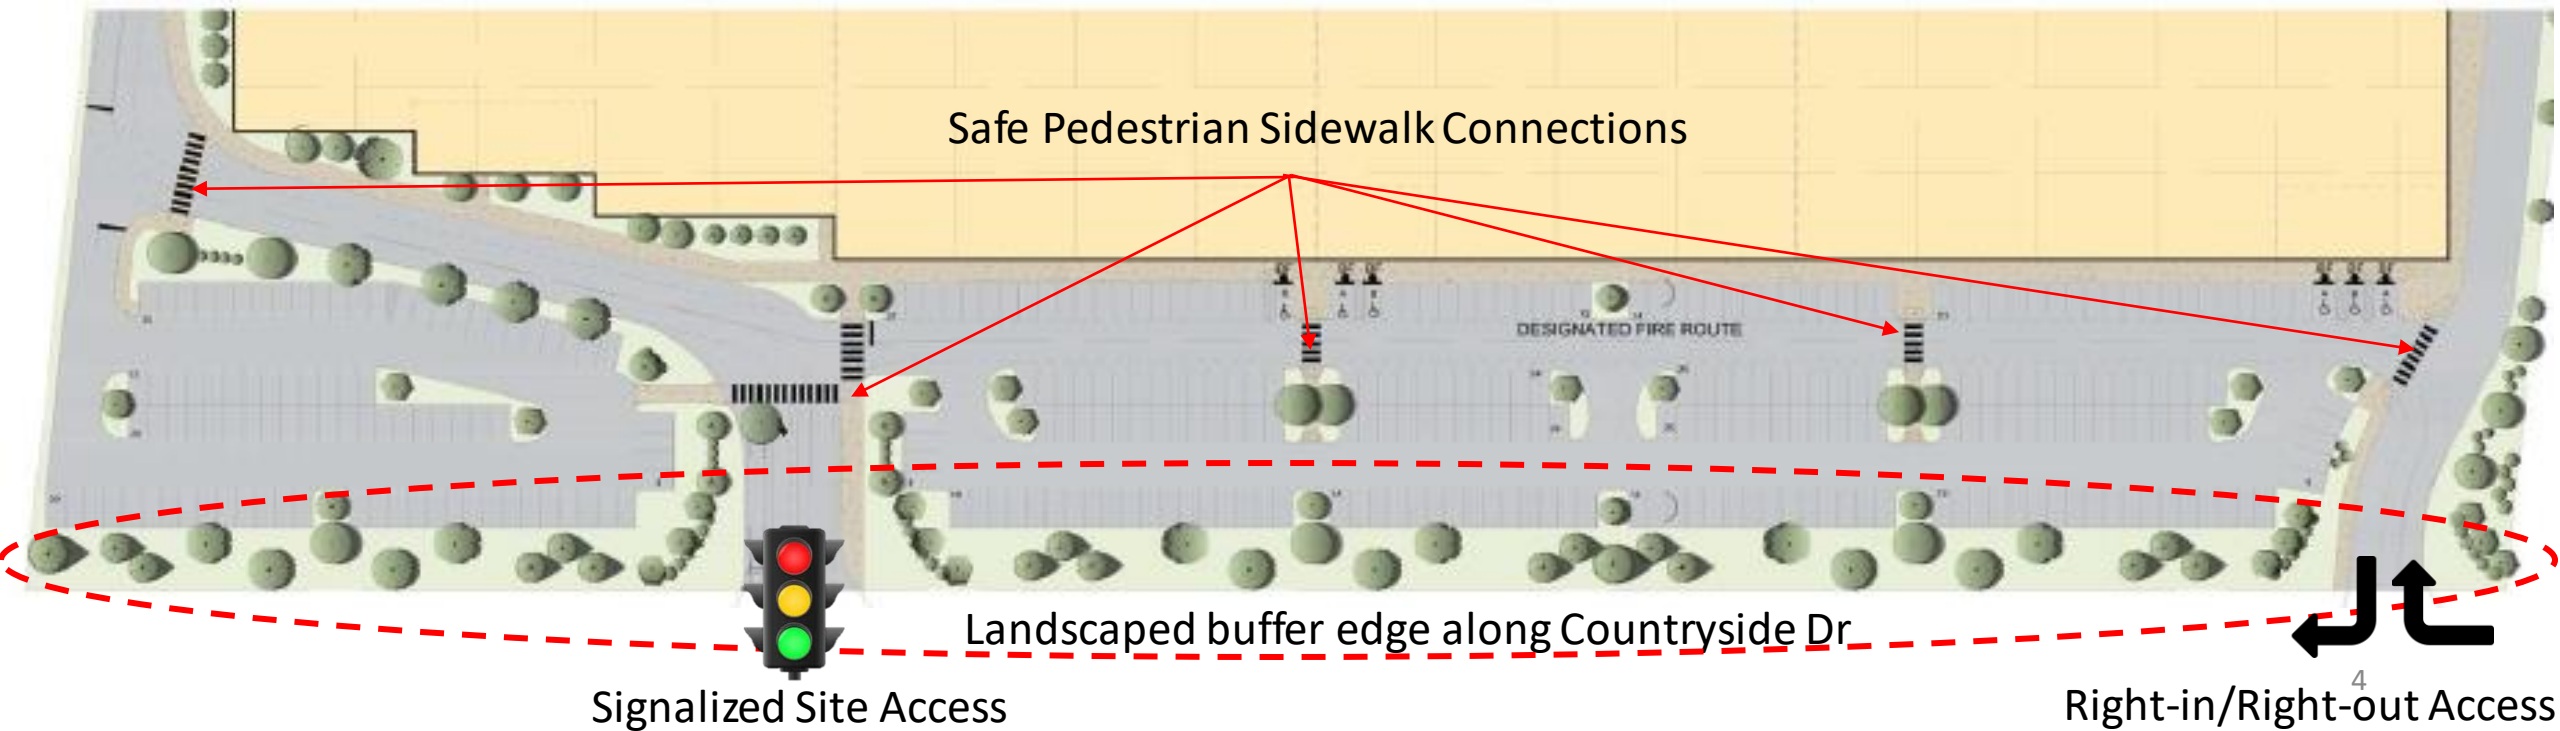 Safe Pedestrian Sidewalk Connections
DESIGNATED FIRE ROUTE
Landscaped buffer edge along Countryside Dr
Signalized Site Access
4
Right-in/Right-out Access